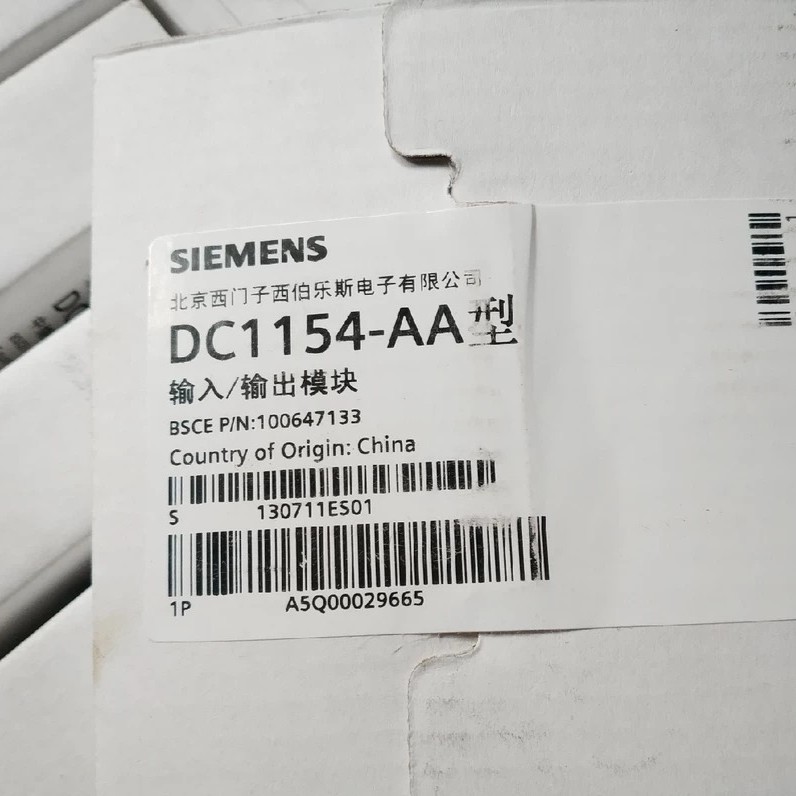 SIEMENS
北京西门子西伯乐斯电子有限公司
DC1154-AA型
输入/输出模块
BSCE P/N:100647133
Country of Origin: China
S 130711ES01
1P A5Q00029665